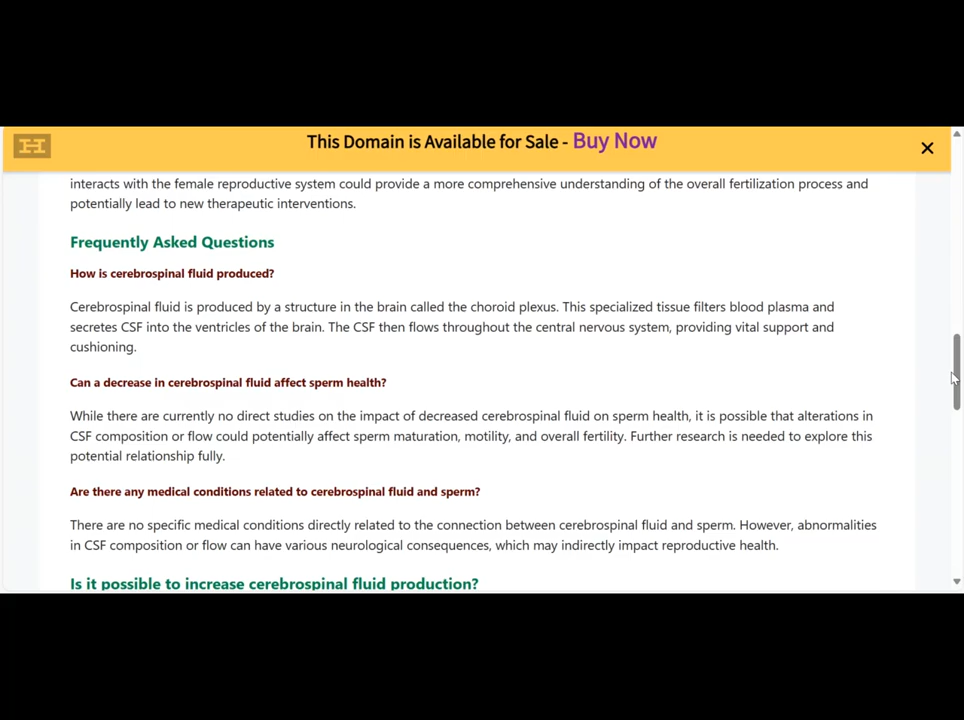 This Domain is Available for Sale - Buy Now
interacts with the female reproductive system could provide a more comprehensive understanding of the overall fertilization process and
potentially lead to new therapeutic interventions.
Frequently Asked Questions
How is cerebrospinal fluid produced?
Cerebrospinal fluid is produced by a structure in the brain called the choroid plexus. This specialized tissue filters blood plasma and
secretes CSF into the ventricles of the brain. The CSF then flows throughout the central nervous system, providing vital support and
cushioning.
Can a decrease in cerebrospinal fluid affect sperm health?
While there are currently no direct studies on the impact of decreased cerebrospinal fluid on sperm health, it is possible that alterations in
CSF composition or flow could potentially affect sperm maturation, motility, and overall fertility. Further research is needed to explore this
potential relationship fully.
Are there any medical conditions related to cerebrospinal fluid and sperm?
There are no specific medical conditions directly related to the connection between cerebrospinal fluid and sperm. However, abnormalities
in CSF composition or flow can have various neurological consequences, which may indirectly impact reproductive health.
Is it possible to increase cerebrospinal fluid production?